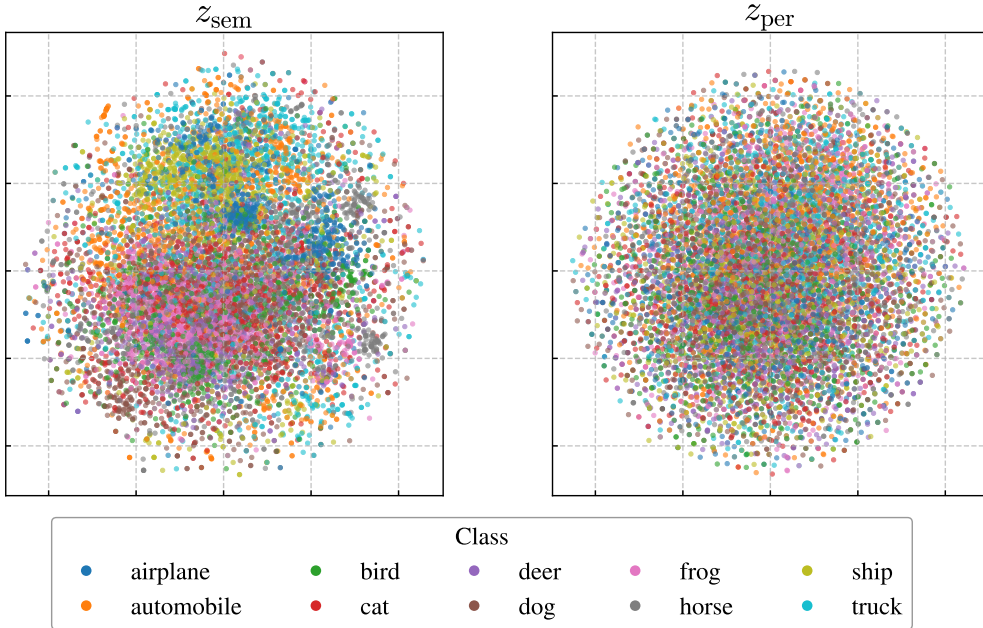 z_sem z_per
Class
airplane bird deer frog ship
automobile cat dog horse truck